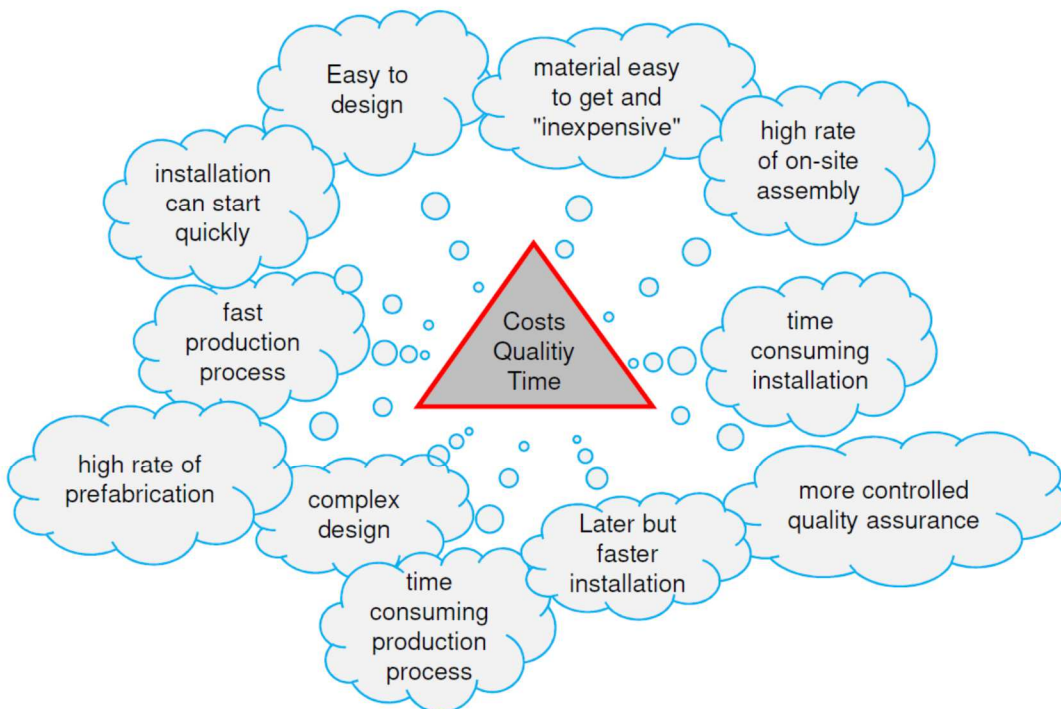 Easy to
design
material easy
to get and
"inexpensive"
high rate
of on-site
assembly
installation
can start
quickly
fast
production
process
Costs
Qualitiy
Time
time
consuming
installation
high rate of
prefabrication
complex
design
time
consuming
production
process
Later but
faster
installation
more controlled
quality assurance